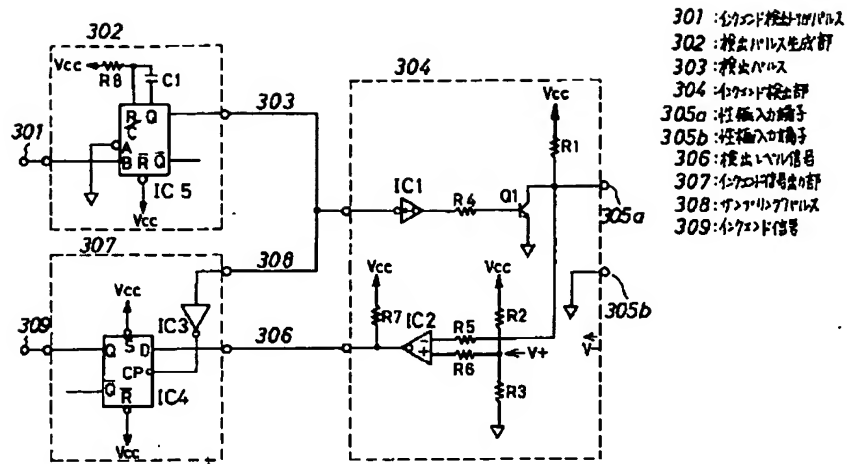 302
Vcc
R8
C1
R Q
C
A
B R̅ Q̅
301
IC 5
Vcc
303
304
Vcc
R1
IC1
R4
Q1
305a
305b
307
308
Vcc
IC3
309
Q S̅ D
CP
Q̅ R̅
IC4
Vcc
306
Vcc
R7
IC2
Vcc
R2
R5
R6
V+
R3
V-
301:インクエンド検出トリガパルス
302:検出パルス生成部
303:検出パルス
304:インクエンド検出部
305a:電極入力端子
305b:電極入力端子
306:検出レベル信号
307:インクエンド信号出力部
308:サンプリングパルス
309:インクエンド信号